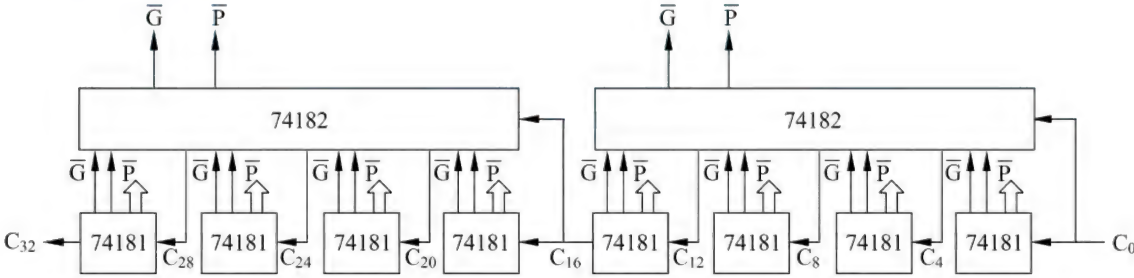 G̅ P̅ G̅ P̅
74182 74182
G̅ P̅ G̅ P̅ G̅ P̅ P̅ G̅ P̅ G̅ P̅ G̅ P̅ P̅
C₃₂ 74181 C₂₈ 74181 C₂₄ 74181 C₂₀ 74181 C₁₆ 74181 C₁₂ 74181 C₈ 74181 C₄ 74181 C₀